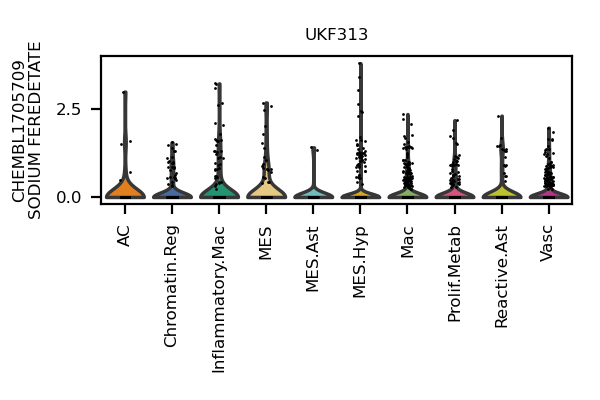 UKF313
CHEMBL1705709
SODIUM FEREDETATE
2.5
0.0
AC
Chromatin.Reg
Inflammatory.Mac
MES
MES.Ast
MES.Hyp
Mac
Prolif.Metab
Reactive.Ast
Vasc